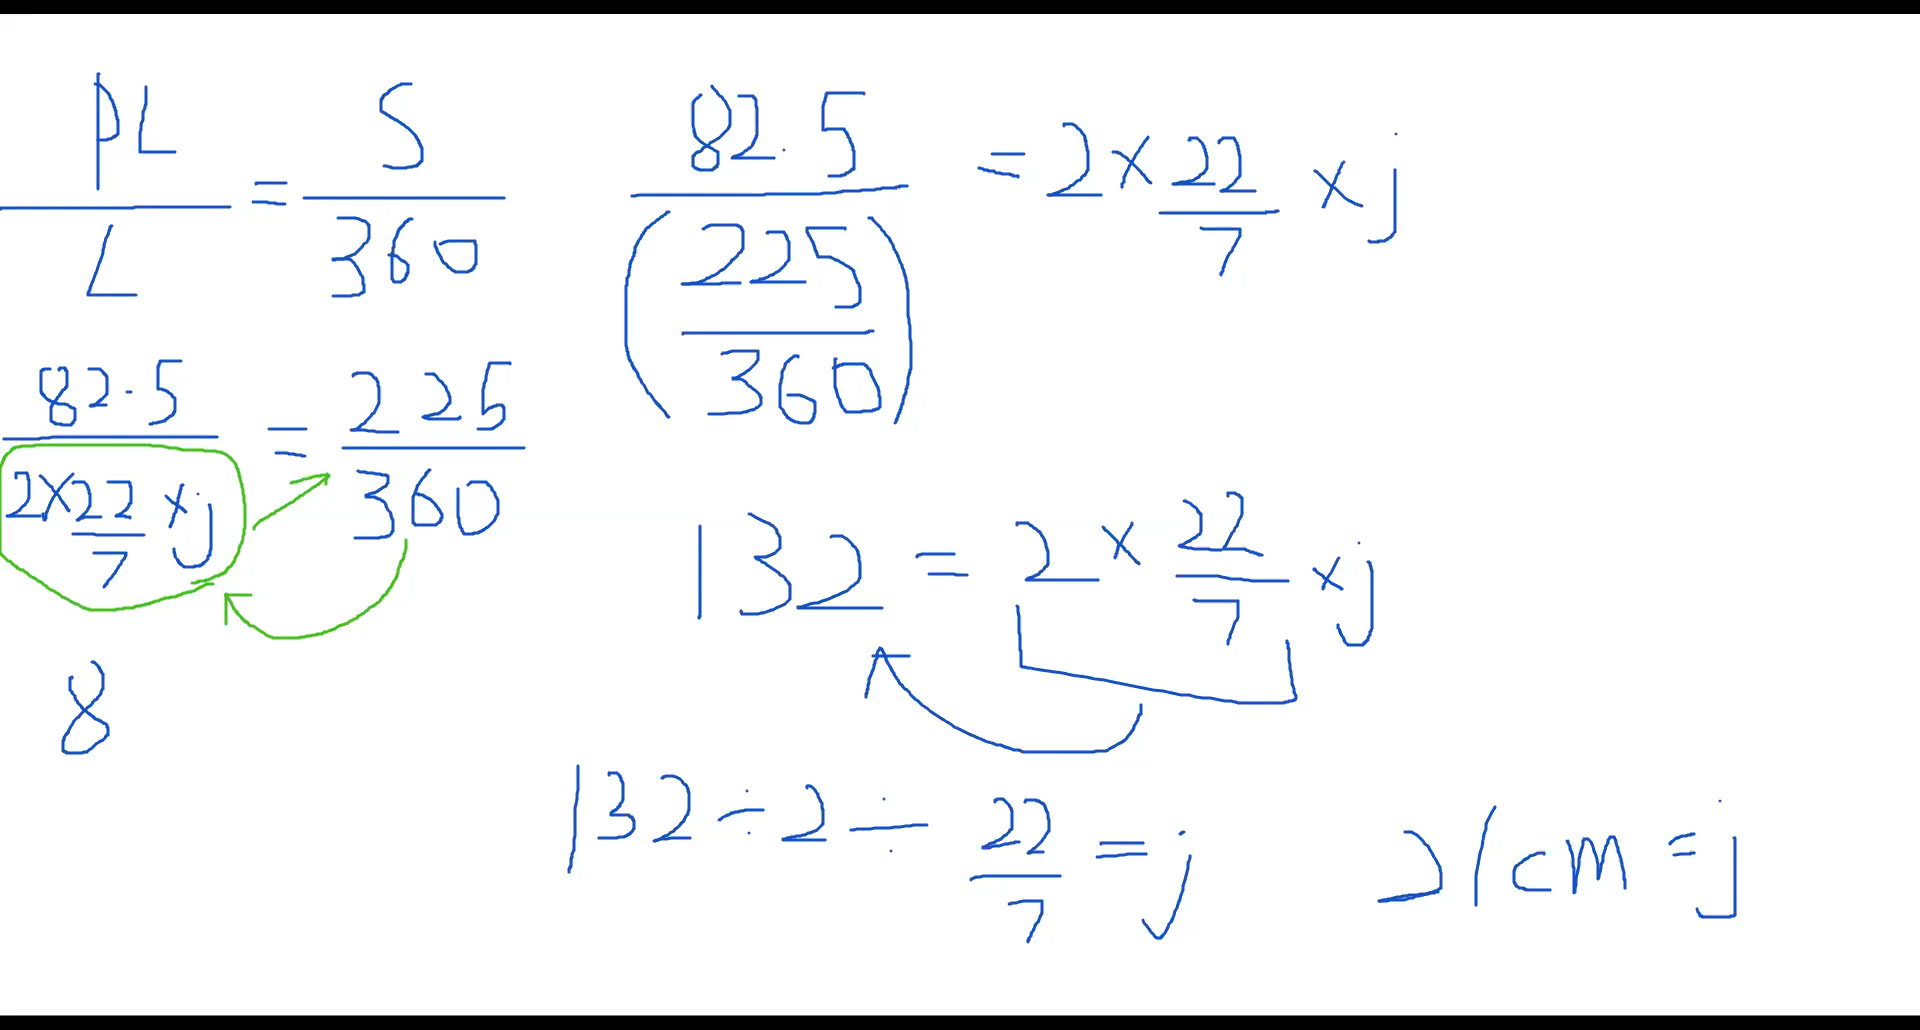 PL/L = S/360
82.5/(2×22/7×j) = 225/360
8
82.5/(225/360) = 2×22/7×j
132 = 2×22/7×j
132÷2÷22/7 = j
21cm = j